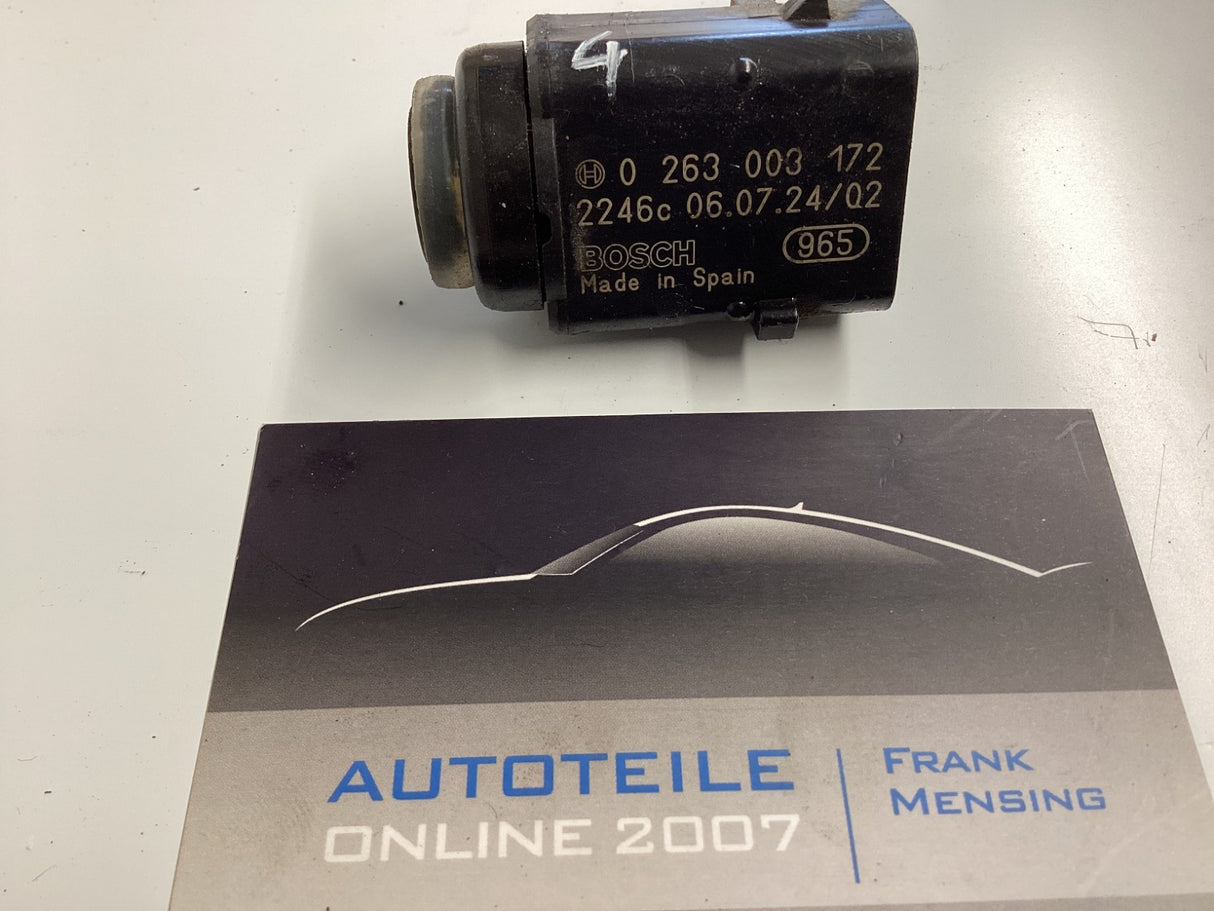 4
0 263 003 172
2246c 06.07.24/02
BOSCH
965
Made in Spain
AUTOTEILE
ONLINE 2007
FRANK
MENSING